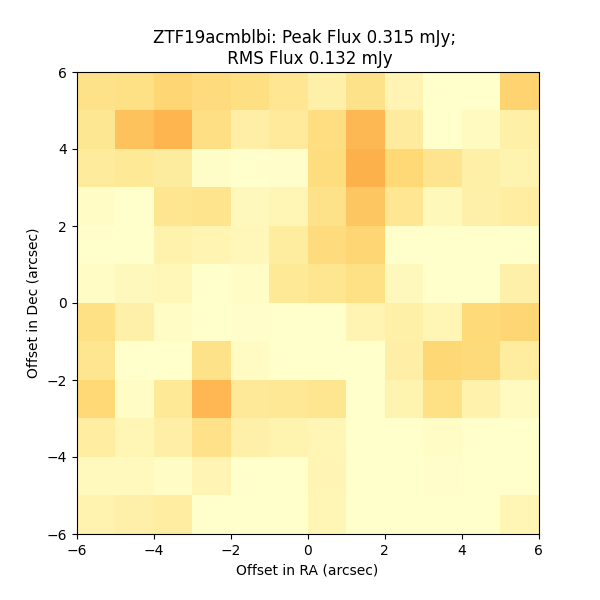 ZTF19acmblbi: Peak Flux 0.315 mJy;
RMS Flux 0.132 mJy
6
4
2
0
−2
−4
−6
Offset in Dec (arcsec)
−6 −4 −2 0 2 4 6
Offset in RA (arcsec)